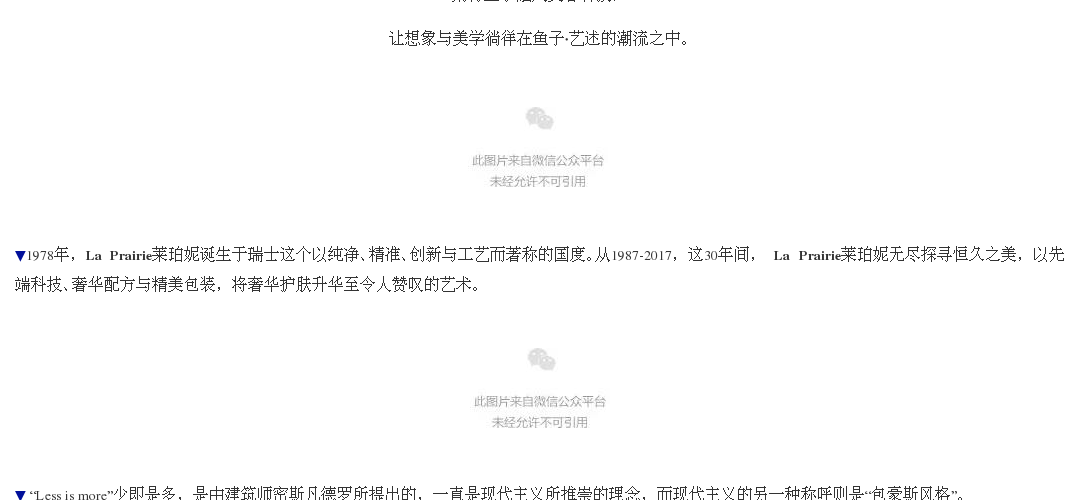 让想象与美学徜徉在鱼子·艺述的潮流之中。
此图片来自微信公众平台
未经允许不可引用
▼1978年，La Prairie莱珀妮诞生于瑞士这个以纯净、精准、创新与工艺而著称的国度。从1987-2017，这30年间， La Prairie莱珀妮无尽探寻恒久之美，以先
端科技、奢华配方与精美包装，将奢华护肤升华至令人赞叹的艺术。
此图片来自微信公众平台
未经允许不可引用
▼ “Less is more”少即是多，是由建筑师密斯凡德罗所提出的，一直是现代主义所推崇的理念，而现代主义的另一种称呼则是“包豪斯风格”。